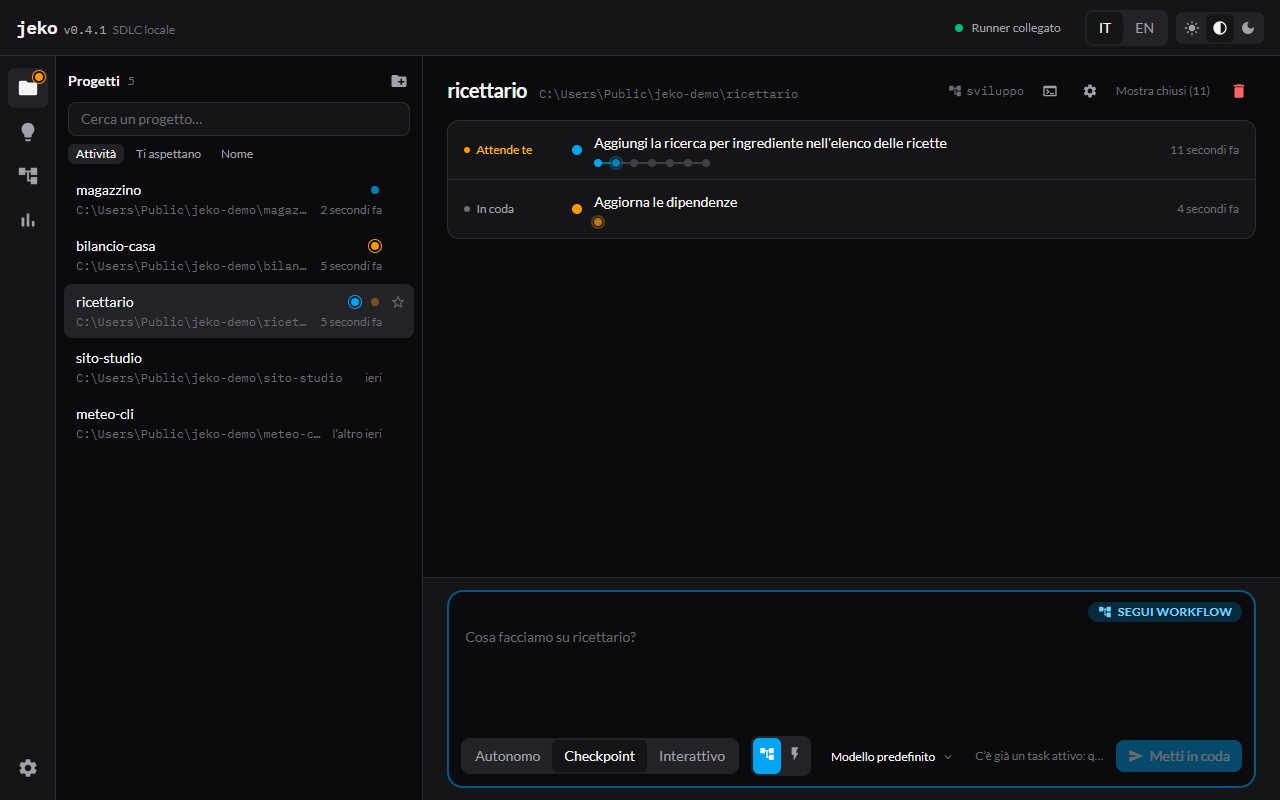 jeko v0.4.1 SDLC locale
Runner collegato
IT EN
Progetti 5
Cerca un progetto...
Attività Ti aspettano Nome
magazzino
C:\Users\Public\jeko-demo\magaz… 2 secondi fa
bilancio-casa
C:\Users\Public\jeko-demo\bilan… 5 secondi fa
ricettario
C:\Users\Public\jeko-demo\ricet… 5 secondi fa
sito-studio
C:\Users\Public\jeko-demo\sito-studio ieri
meteo-cli
C:\Users\Public\jeko-demo\meteo-c… l'altro ieri
ricettario C:\Users\Public\jeko-demo\ricettario
sviluppo Mostra chiusi (11)
Attende te Aggiungi la ricerca per ingrediente nell'elenco delle ricette 11 secondi fa
In coda Aggiorna le dipendenze 4 secondi fa
SEGUI WORKFLOW
Cosa facciamo su ricettario?
Autonomo Checkpoint Interattivo Modello predefinito C'è già un task attivo: q… Metti in coda